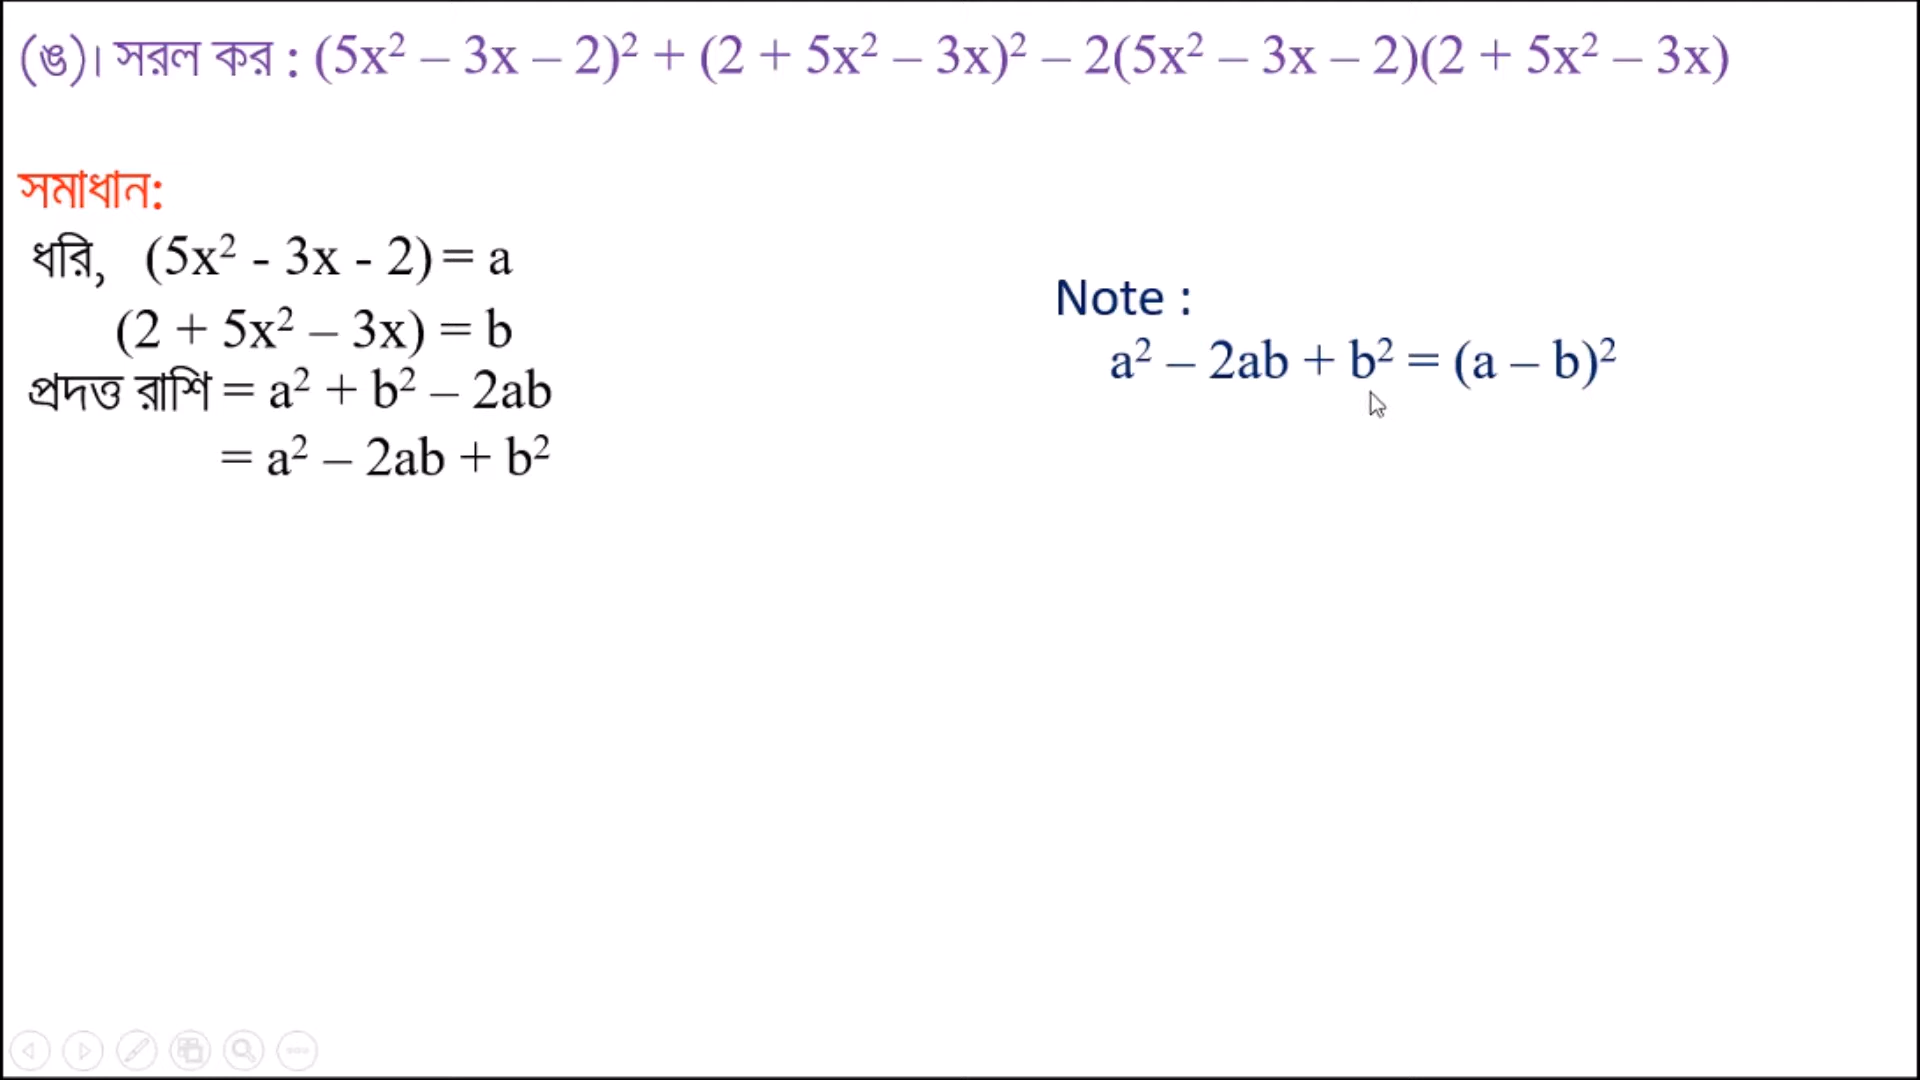 (ঙ)। সরল কর : (5x² – 3x – 2)² + (2 + 5x² – 3x)² – 2(5x² – 3x – 2)(2 + 5x² – 3x)
সমাধান:
ধরি, (5x² - 3x - 2) = a
(2 + 5x² – 3x) = b
প্রদত্ত রাশি = a² + b² – 2ab
= a² – 2ab + b²
Note :
a² – 2ab + b² = (a – b)²